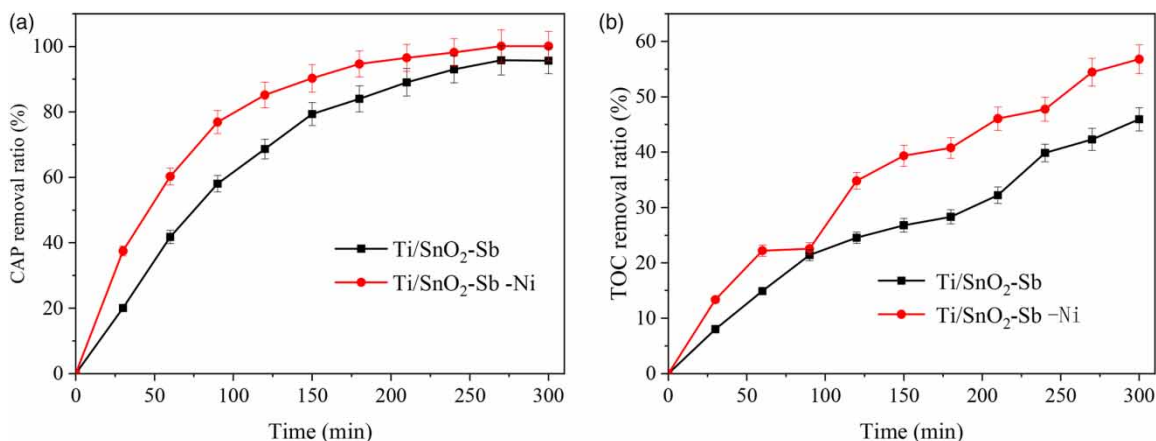 (a)
100
80
60
40
20
0
CAP removal ratio (%)
Ti/SnO₂-Sb
Ti/SnO₂-Sb -Ni
0 50 100 150 200 250 300
Time (min)
(b)
60
50
40
30
20
10
0
TOC removal ratio (%)
Ti/SnO₂-Sb
Ti/SnO₂-Sb -Ni
0 50 100 150 200 250 300
Time (min)